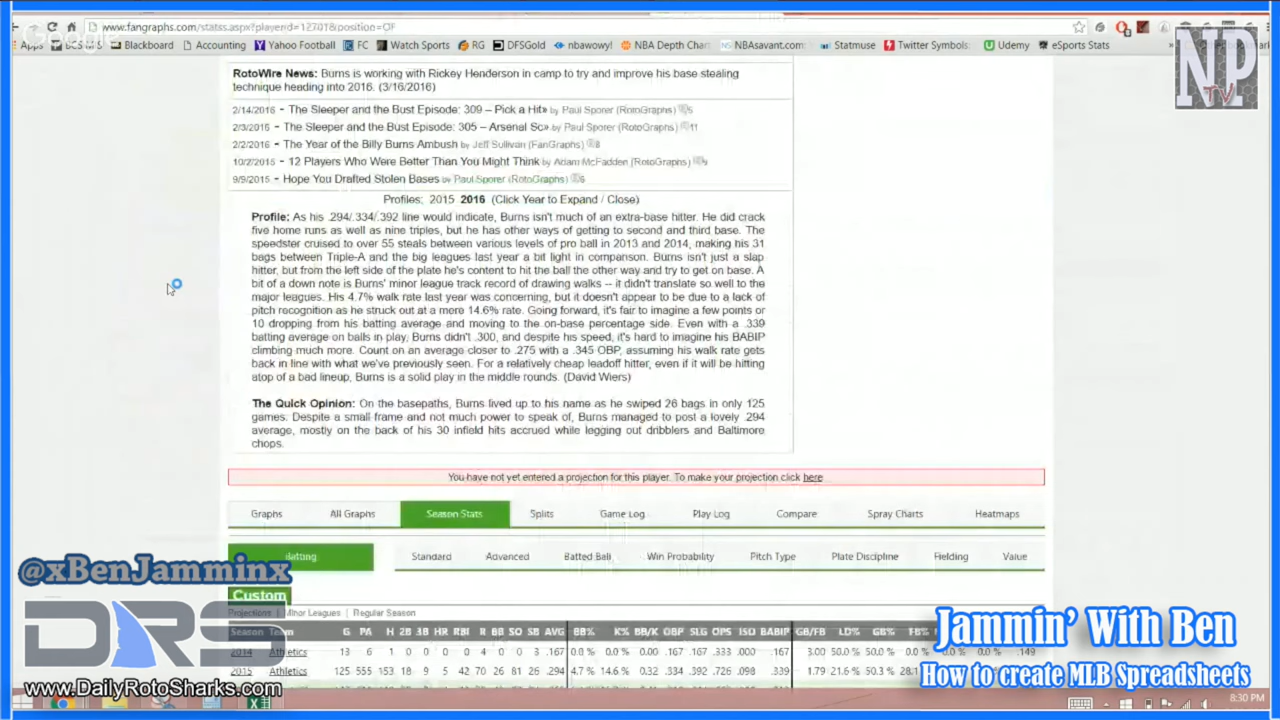 www.fangraphs.com/statss.aspx?playerid=12701&position=OF
Apps BCS MIS Blackboard Accounting Yahoo Football FC Watch Sports RG DFSGold nbawowy! NBA Depth Char NBAsavant.com: Statmuse Twitter Symbols: Udemy eSports Stats »
NP
TV
RotoWire News: Burns is working with Rickey Henderson in camp to try and improve his base stealing
technique heading into 2016. (3/16/2016)
2/14/2016 - The Sleeper and the Bust Episode: 309 – Pick a Hit» by Paul Sporer (RotoGraphs) 5
2/3/2016 - The Sleeper and the Bust Episode: 305 – Arsenal Sc» by Paul Sporer (RotoGraphs) 11
2/2/2016 - The Year of the Billy Burns Ambush by Jeff Sullivan (FanGraphs) 8
10/2/2015 - 12 Players Who Were Better Than You Might Think by Adam McFadden (RotoGraphs) 9
9/9/2015 - Hope You Drafted Stolen Bases by Paul Sporer (RotoGraphs) 6
Profiles: 2015 2016 (Click Year to Expand / Close)
Profile: As his .294/.334/.392 line would indicate, Burns isn't much of an extra-base hitter. He did crack
five home runs as well as nine triples, but he has other ways of getting to second and third base. The
speedster cruised to over 55 steals between various levels of pro ball in 2013 and 2014, making his 31
bags between Triple-A and the big leagues last year a bit light in comparison. Burns isn't just a slap
hitter, but from the left side of the plate he's content to hit the ball the other way and try to get on base. A
bit of a down note is Burns' minor league track record of drawing walks -- it didn't translate so well to the
major leagues. His 4.7% walk rate last year was concerning, but it doesn't appear to be due to a lack of
pitch recognition as he struck out at a mere 14.6% rate. Going forward, it's fair to imagine a few points or
10 dropping from his batting average and moving to the on-base percentage side. Even with a .339
batting average on balls in play, Burns didn't .300, and despite his speed, it's hard to imagine his BABIP
climbing much more. Count on an average closer to .275 with a .345 OBP, assuming his walk rate gets
back in line with what we've previously seen. For a relatively cheap leadoff hitter, even if it will be hitting
atop of a bad lineup, Burns is a solid play in the middle rounds. (David Wiers)
The Quick Opinion: On the basepaths, Burns lived up to his name as he swiped 26 bags in only 125
games. Despite a small frame and not much power to speak of, Burns managed to post a lovely .294
average, mostly on the back of his 30 infield hits accrued while legging out dribblers and Baltimore
chops.
You have not yet entered a projection for this player. To make your projection click here
Graphs All Graphs Season Stats Splits Game Log Play Log Compare Spray Charts Heatmaps
Batting Standard Advanced Batted Ball Win Probability Pitch Type Plate Discipline Fielding Value
@xBenJamminx
Custom
Projections | Minor Leagues | Regular Season
Season Team G PA H 2B 3B HR RBI R BB SO SB AVG BB% K% BB/K OBP SLG OPS ISO BABIP GB/FB LD% GB% FB%
2014 Athletics 13 6 1 0 0 0 0 4 0 3 .167 0.0 % 0.0 % 0.00 .167 .167 .333 .000 .167 3.00 50.0 % 50.0 % .149
2015 Athletics 125 555 153 18 9 5 42 70 26 81 26 .294 4.7 % 14.6 % 0.32 .334 .392 .726 .098 .339 1.79 21.6 % 50.3 % 28.1
DRS
www.DailyRotoSharks.com
Jammin' With Ben
How to create MLB Spreadsheets
8:30 PM